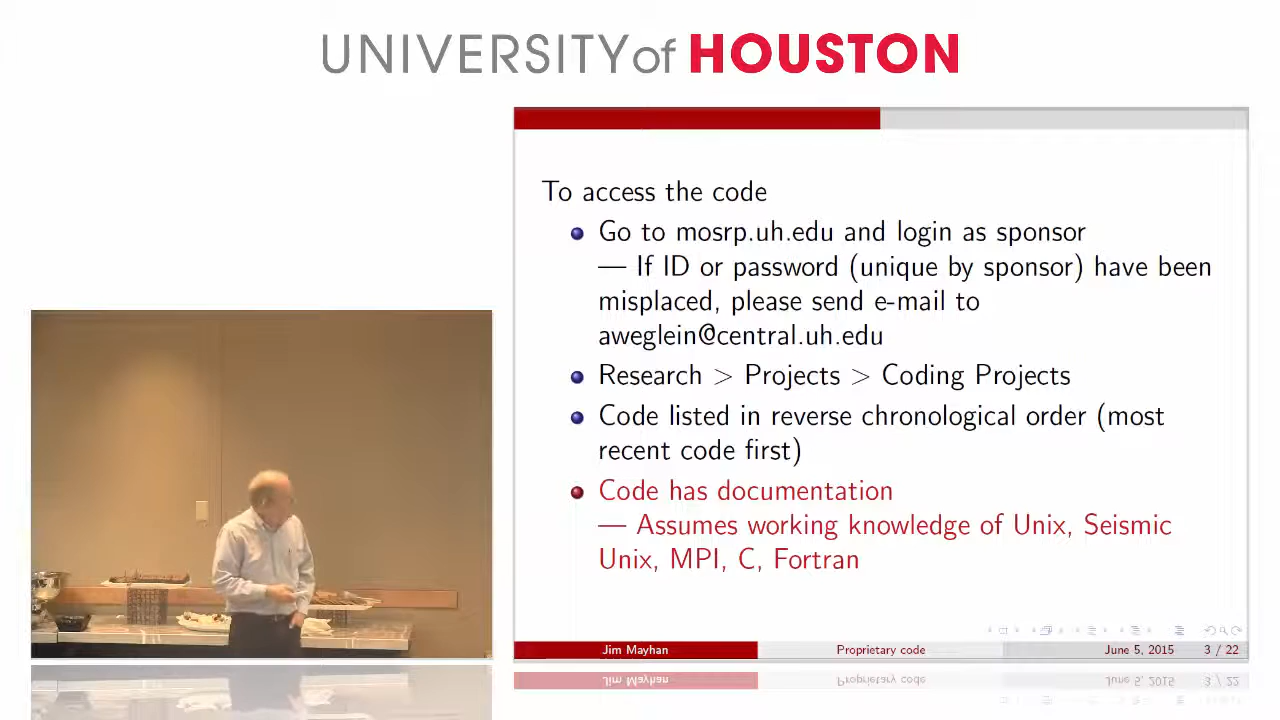 UNIVERSITY of HOUSTON
To access the code
Go to mosrp.uh.edu and login as sponsor
— If ID or password (unique by sponsor) have been
misplaced, please send e-mail to
aweglein@central.uh.edu
Research > Projects > Coding Projects
Code listed in reverse chronological order (most
recent code first)
Code has documentation
— Assumes working knowledge of Unix, Seismic
Unix, MPI, C, Fortran
Jim Mayhan Proprietary code June 5, 2015 3 / 22